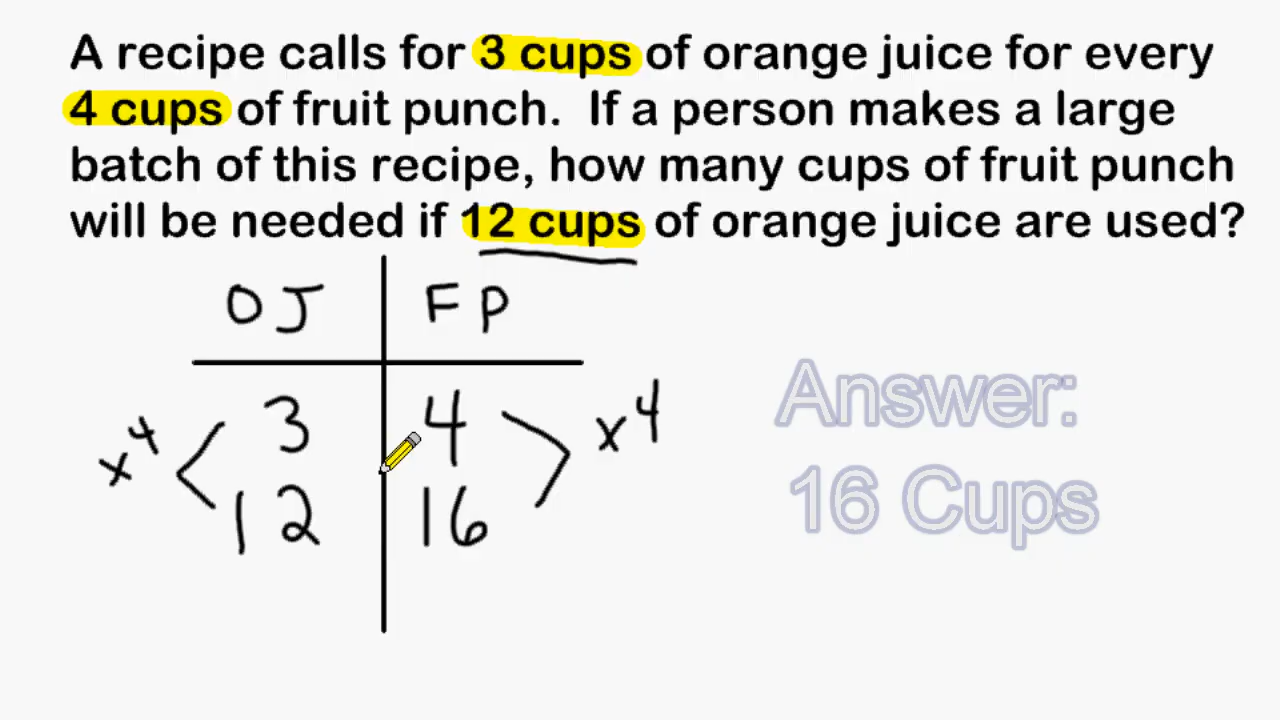 A recipe calls for 3 cups of orange juice for every
4 cups of fruit punch. If a person makes a large
batch of this recipe, how many cups of fruit punch
will be needed if 12 cups of orange juice are used?
OJ FP
x4 3 4 x4
12 16
Answer:
16 Cups